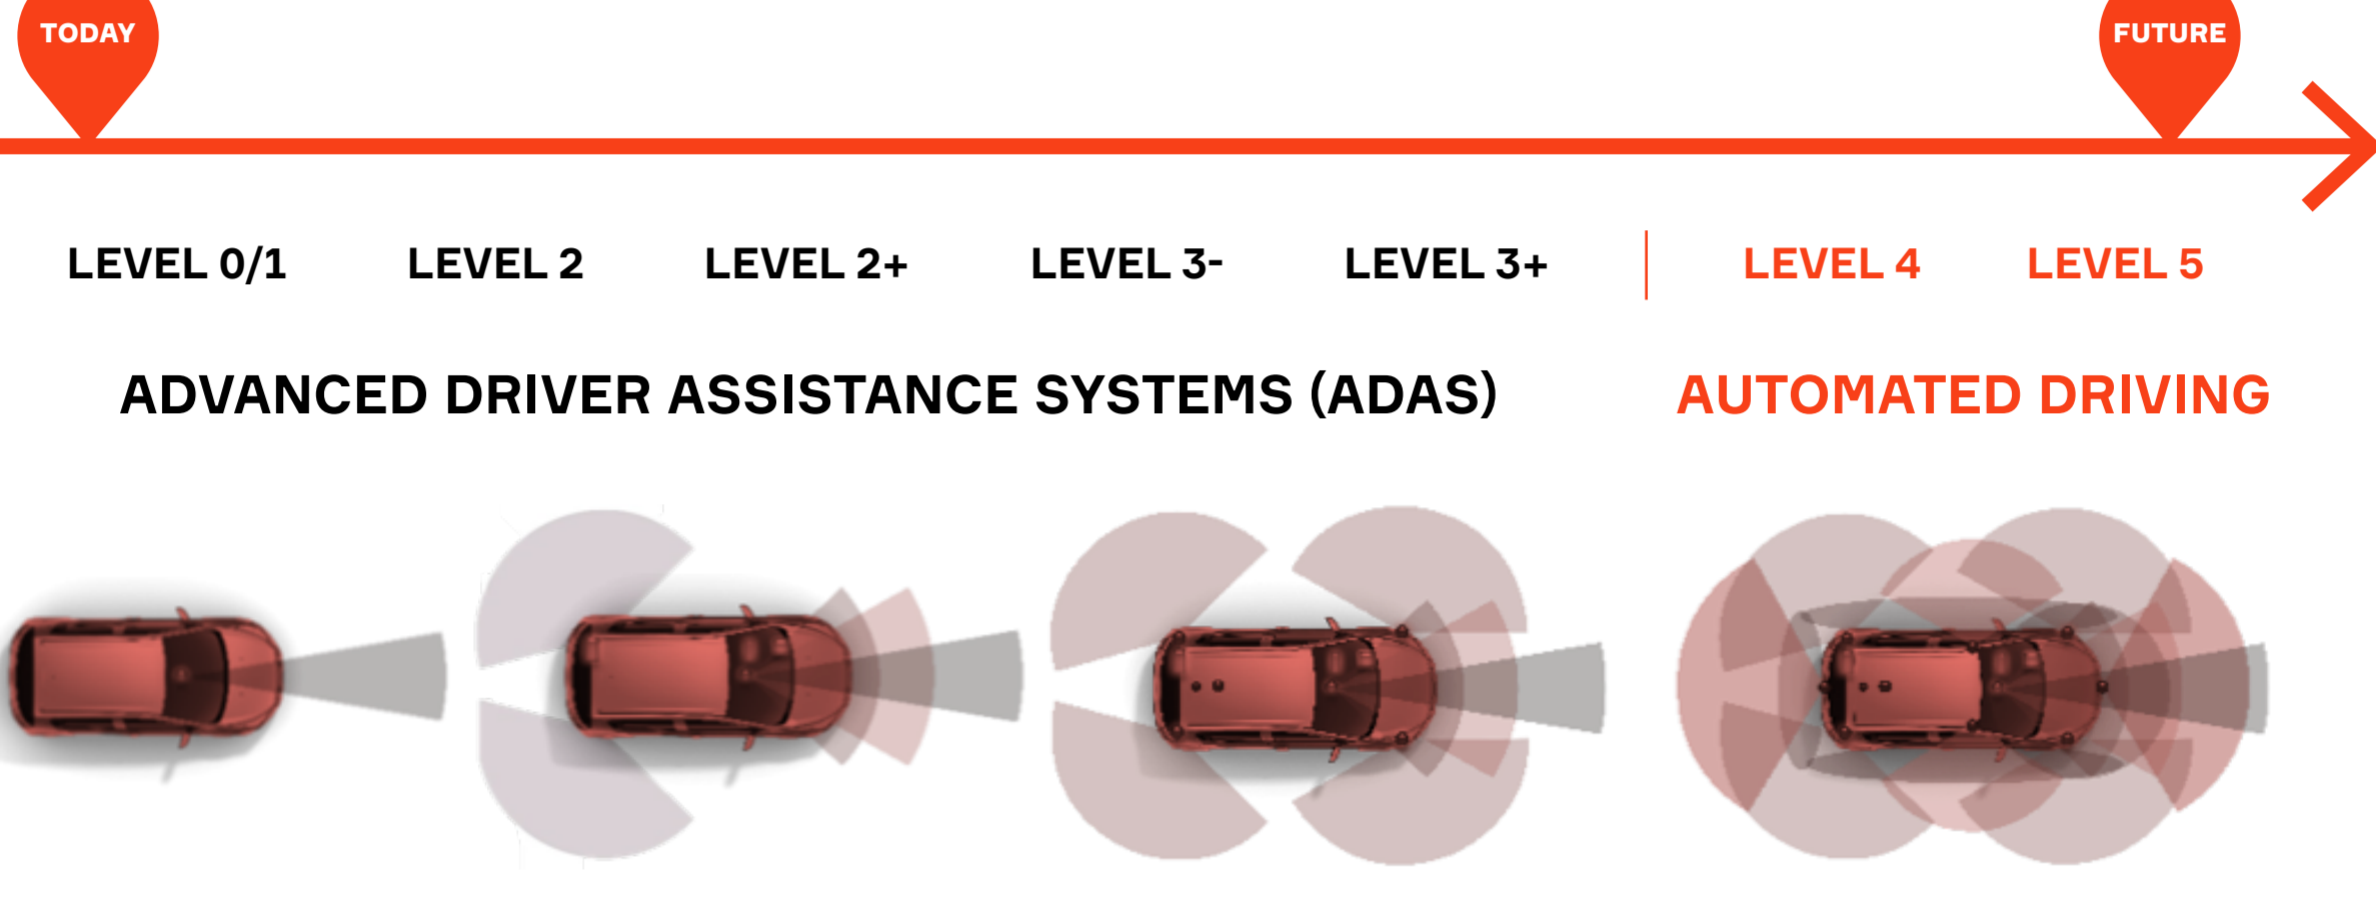 TODAY
FUTURE
LEVEL 0/1
LEVEL 2
LEVEL 2+
LEVEL 3-
LEVEL 3+
LEVEL 4
LEVEL 5
ADVANCED DRIVER ASSISTANCE SYSTEMS (ADAS)
AUTOMATED DRIVING